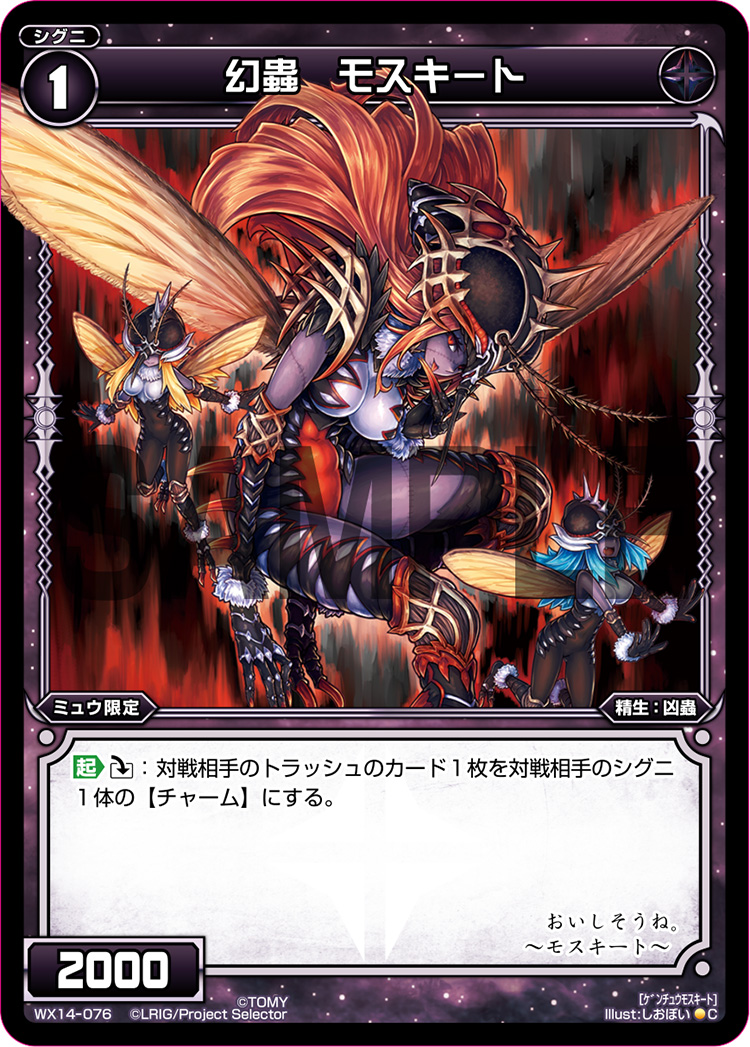 シグニ
1
幻蟲 モスキート
SAMPLE
ミュウ限定
精生:凶蟲
起 :対戦相手のトラッシュのカード1枚を対戦相手のシグニ
1体の【チャーム】にする。
おいしそうね。
~モスキート~
2000
©TOMY
[ｹﾞﾝﾁｭｳﾓｽｷｰﾄ]
WX14-076 ©LRIG/Project Selector
Illust:しおぼい C